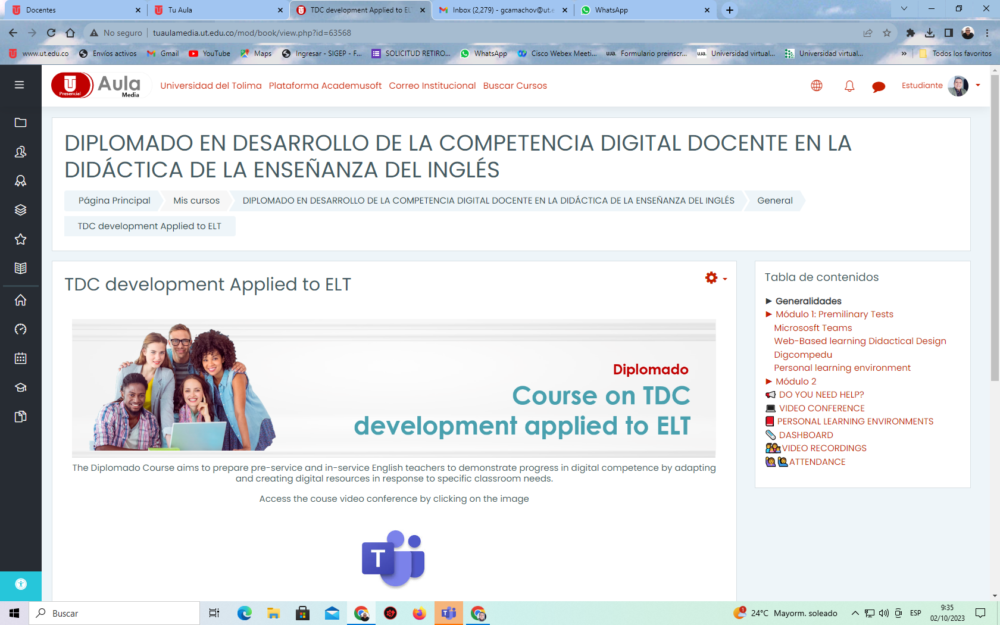 Docentes
Tu Aula
TDC development Applied to ELT
Inbox (2,279) - gcamachov@ut.e
WhatsApp
No seguro
tuaulamedia.ut.edu.co/mod/book/view.php?id=63568
www.ut.edu.co
Envíos activos
Gmail
YouTube
Maps
Ingresar - SIGEP - F...
SOLICITUD RETIRO...
WhatsApp
Cisco Webex Meeti...
Formulario preinscr...
Universidad virtual...
Universidad virtual...
Todos los favoritos
Presencial
Aula
Media
Universidad del Tolima
Plataforma Academusoft
Correo Institucional
Buscar Cursos
Estudiante
DIPLOMADO EN DESARROLLO DE LA COMPETENCIA DIGITAL DOCENTE EN LA
DIDÁCTICA DE LA ENSEÑANZA DEL INGLÉS
Página Principal
Mis cursos
DIPLOMADO EN DESARROLLO DE LA COMPETENCIA DIGITAL DOCENTE EN LA DIDÁCTICA DE LA ENSEÑANZA DEL INGLÉS
General
TDC development Applied to ELT
TDC development Applied to ELT
Diplomado
Course on TDC
development applied to ELT
The Diplomado Course aims to prepare pre-service and in-service English teachers to demonstrate progress in digital competence by adapting
and creating digital resources in response to specific classroom needs.
Access the couse video conference by clicking on the image
T
Tabla de contenidos
Generalidades
Módulo 1: Premilinary Tests
Micrososft Teams
Web-Based learning Didactical Design
Digcompedu
Personal learning environment
Módulo 2
DO YOU NEED HELP?
VIDEO CONFERENCE
PERSONAL LEARNING ENVIRONMENTS
DASHBOARD
VIDEO RECORDINGS
ATTENDANCE
Buscar
1
24°C Mayorm. soleado
ESP
9:35
02/10/2023